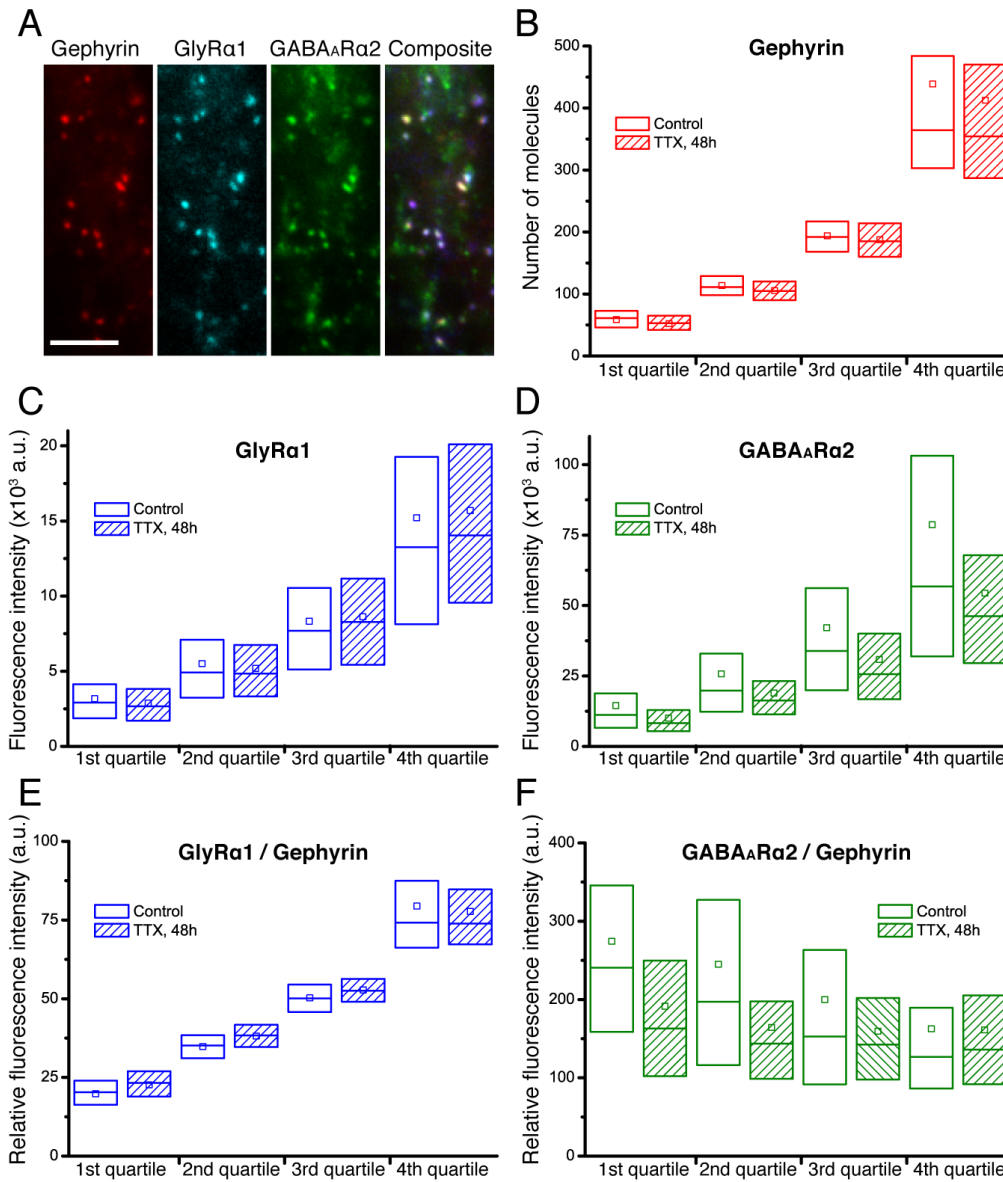 A
Gephyrin GlyRα1 GABAARα2 Composite
B
Gephyrin
Number of molecules
500
400
300
200
100
0
Control
TTX, 48h
1st quartile 2nd quartile 3rd quartile 4th quartile
C
GlyRα1
Fluorescence intensity (x10³ a.u.)
20
15
10
5
0
Control
TTX, 48h
1st quartile 2nd quartile 3rd quartile 4th quartile
D
GABAARα2
Fluorescence intensity (x10³ a.u.)
100
75
50
25
0
Control
TTX, 48h
1st quartile 2nd quartile 3rd quartile 4th quartile
E
GlyRα1 / Gephyrin
Relative fluorescence intensity (a.u.)
100
75
50
25
0
Control
TTX, 48h
1st quartile 2nd quartile 3rd quartile 4th quartile
F
GABAARα2 / Gephyrin
Relative fluorescence intensity (a.u.)
400
300
200
100
0
Control
TTX, 48h
1st quartile 2nd quartile 3rd quartile 4th quartile